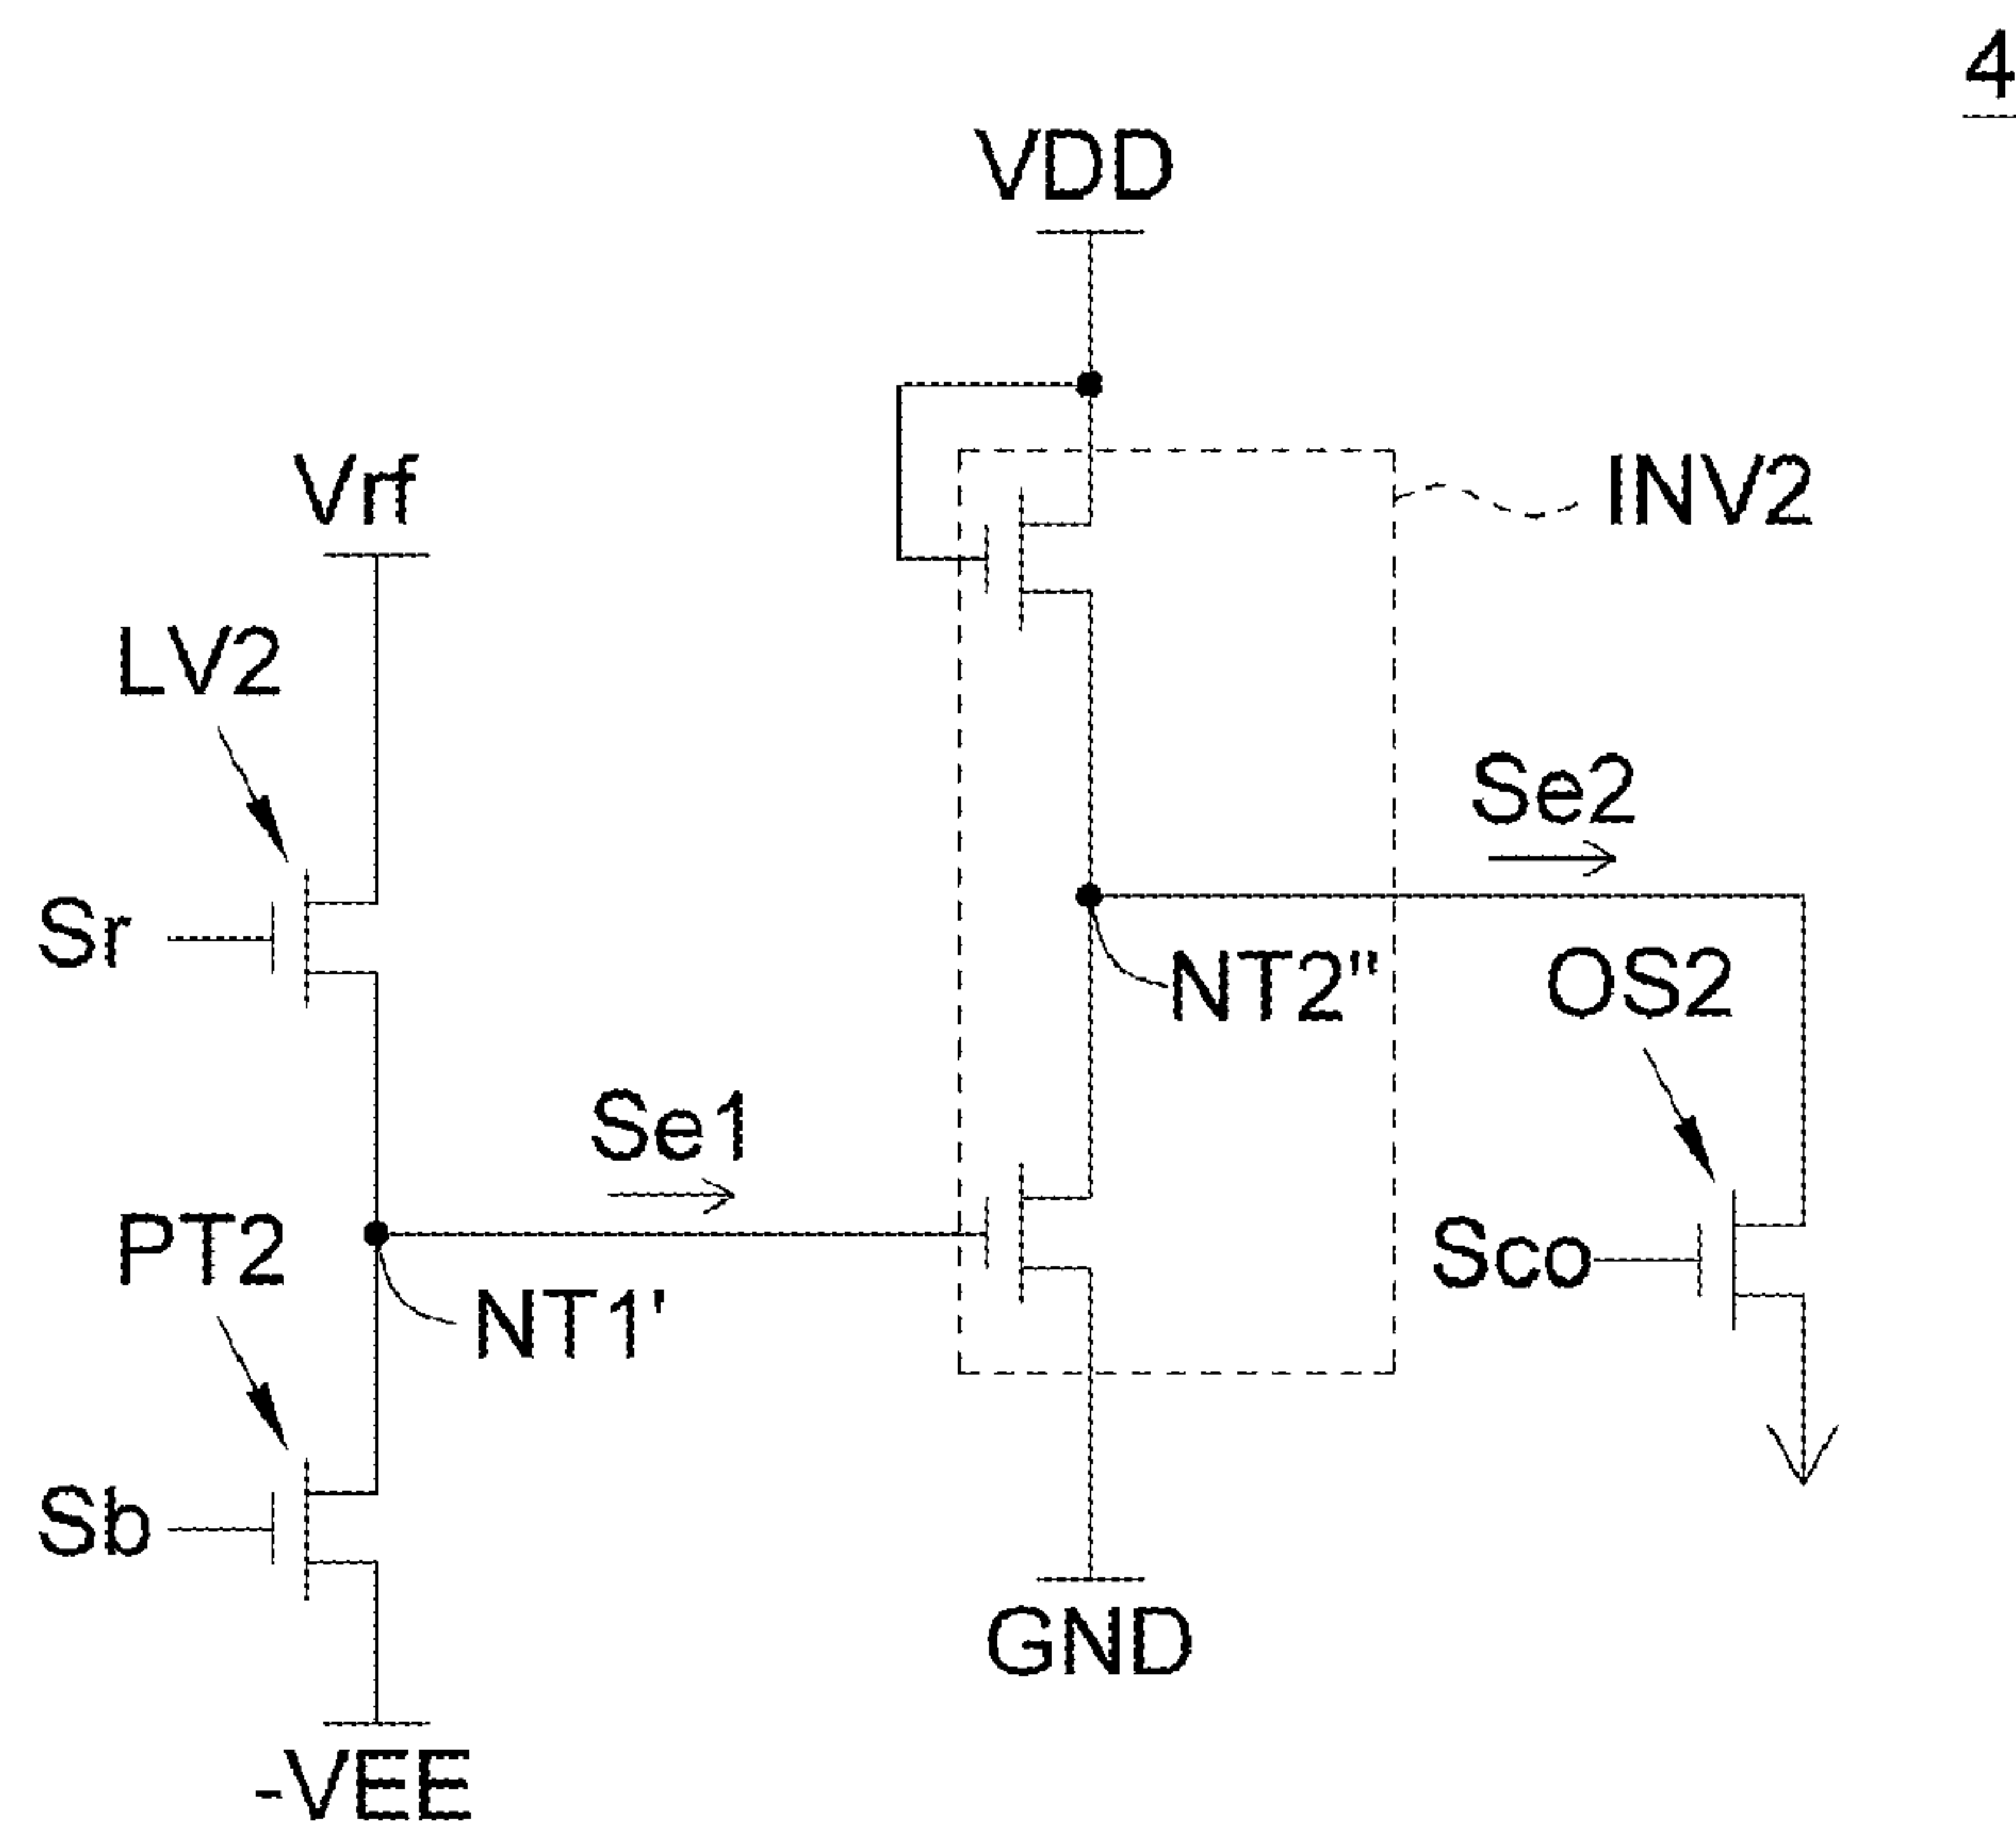 4
VDD
Vrf
INV2
LV2
Se2
Sr
NT2"
OS2
Se1
PT2
Sco
NT1'
Sb
GND
-VEE